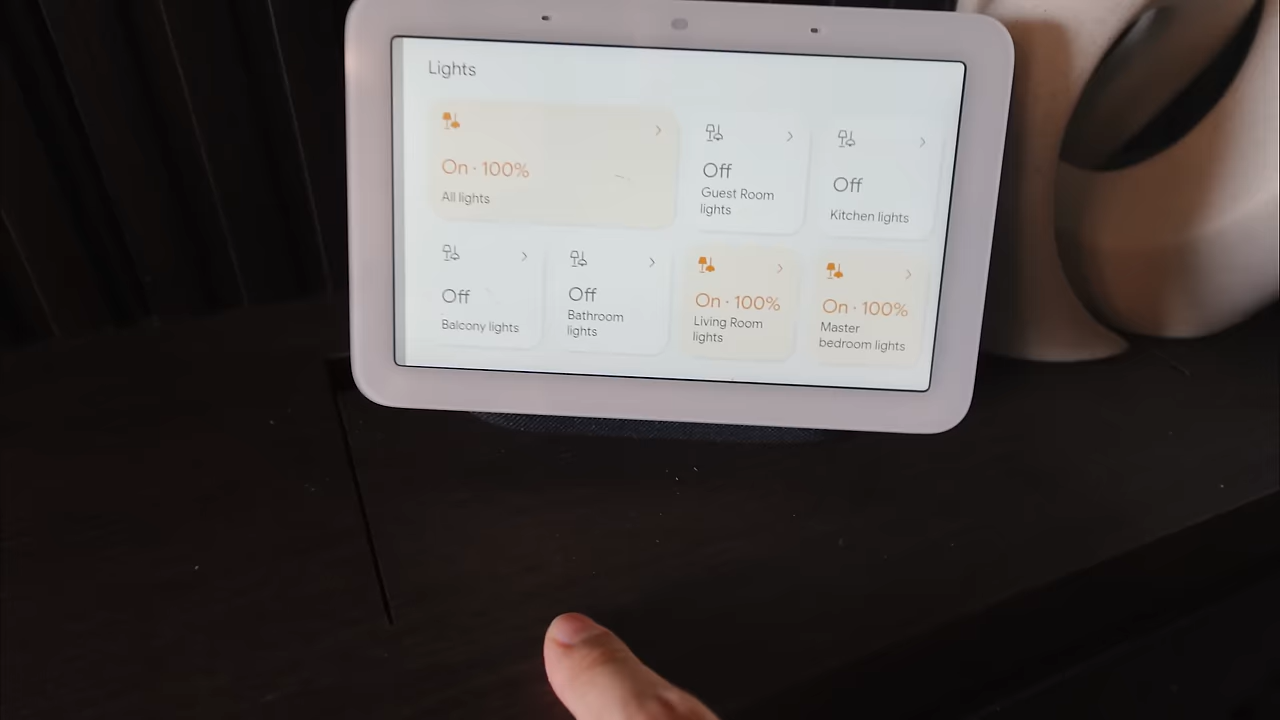 Lights
On · 100%
All lights
Off
Guest Room
lights
Off
Kitchen lights
Off
Balcony lights
Off
Bathroom
lights
On · 100%
Living Room
lights
On · 100%
Master
bedroom lights